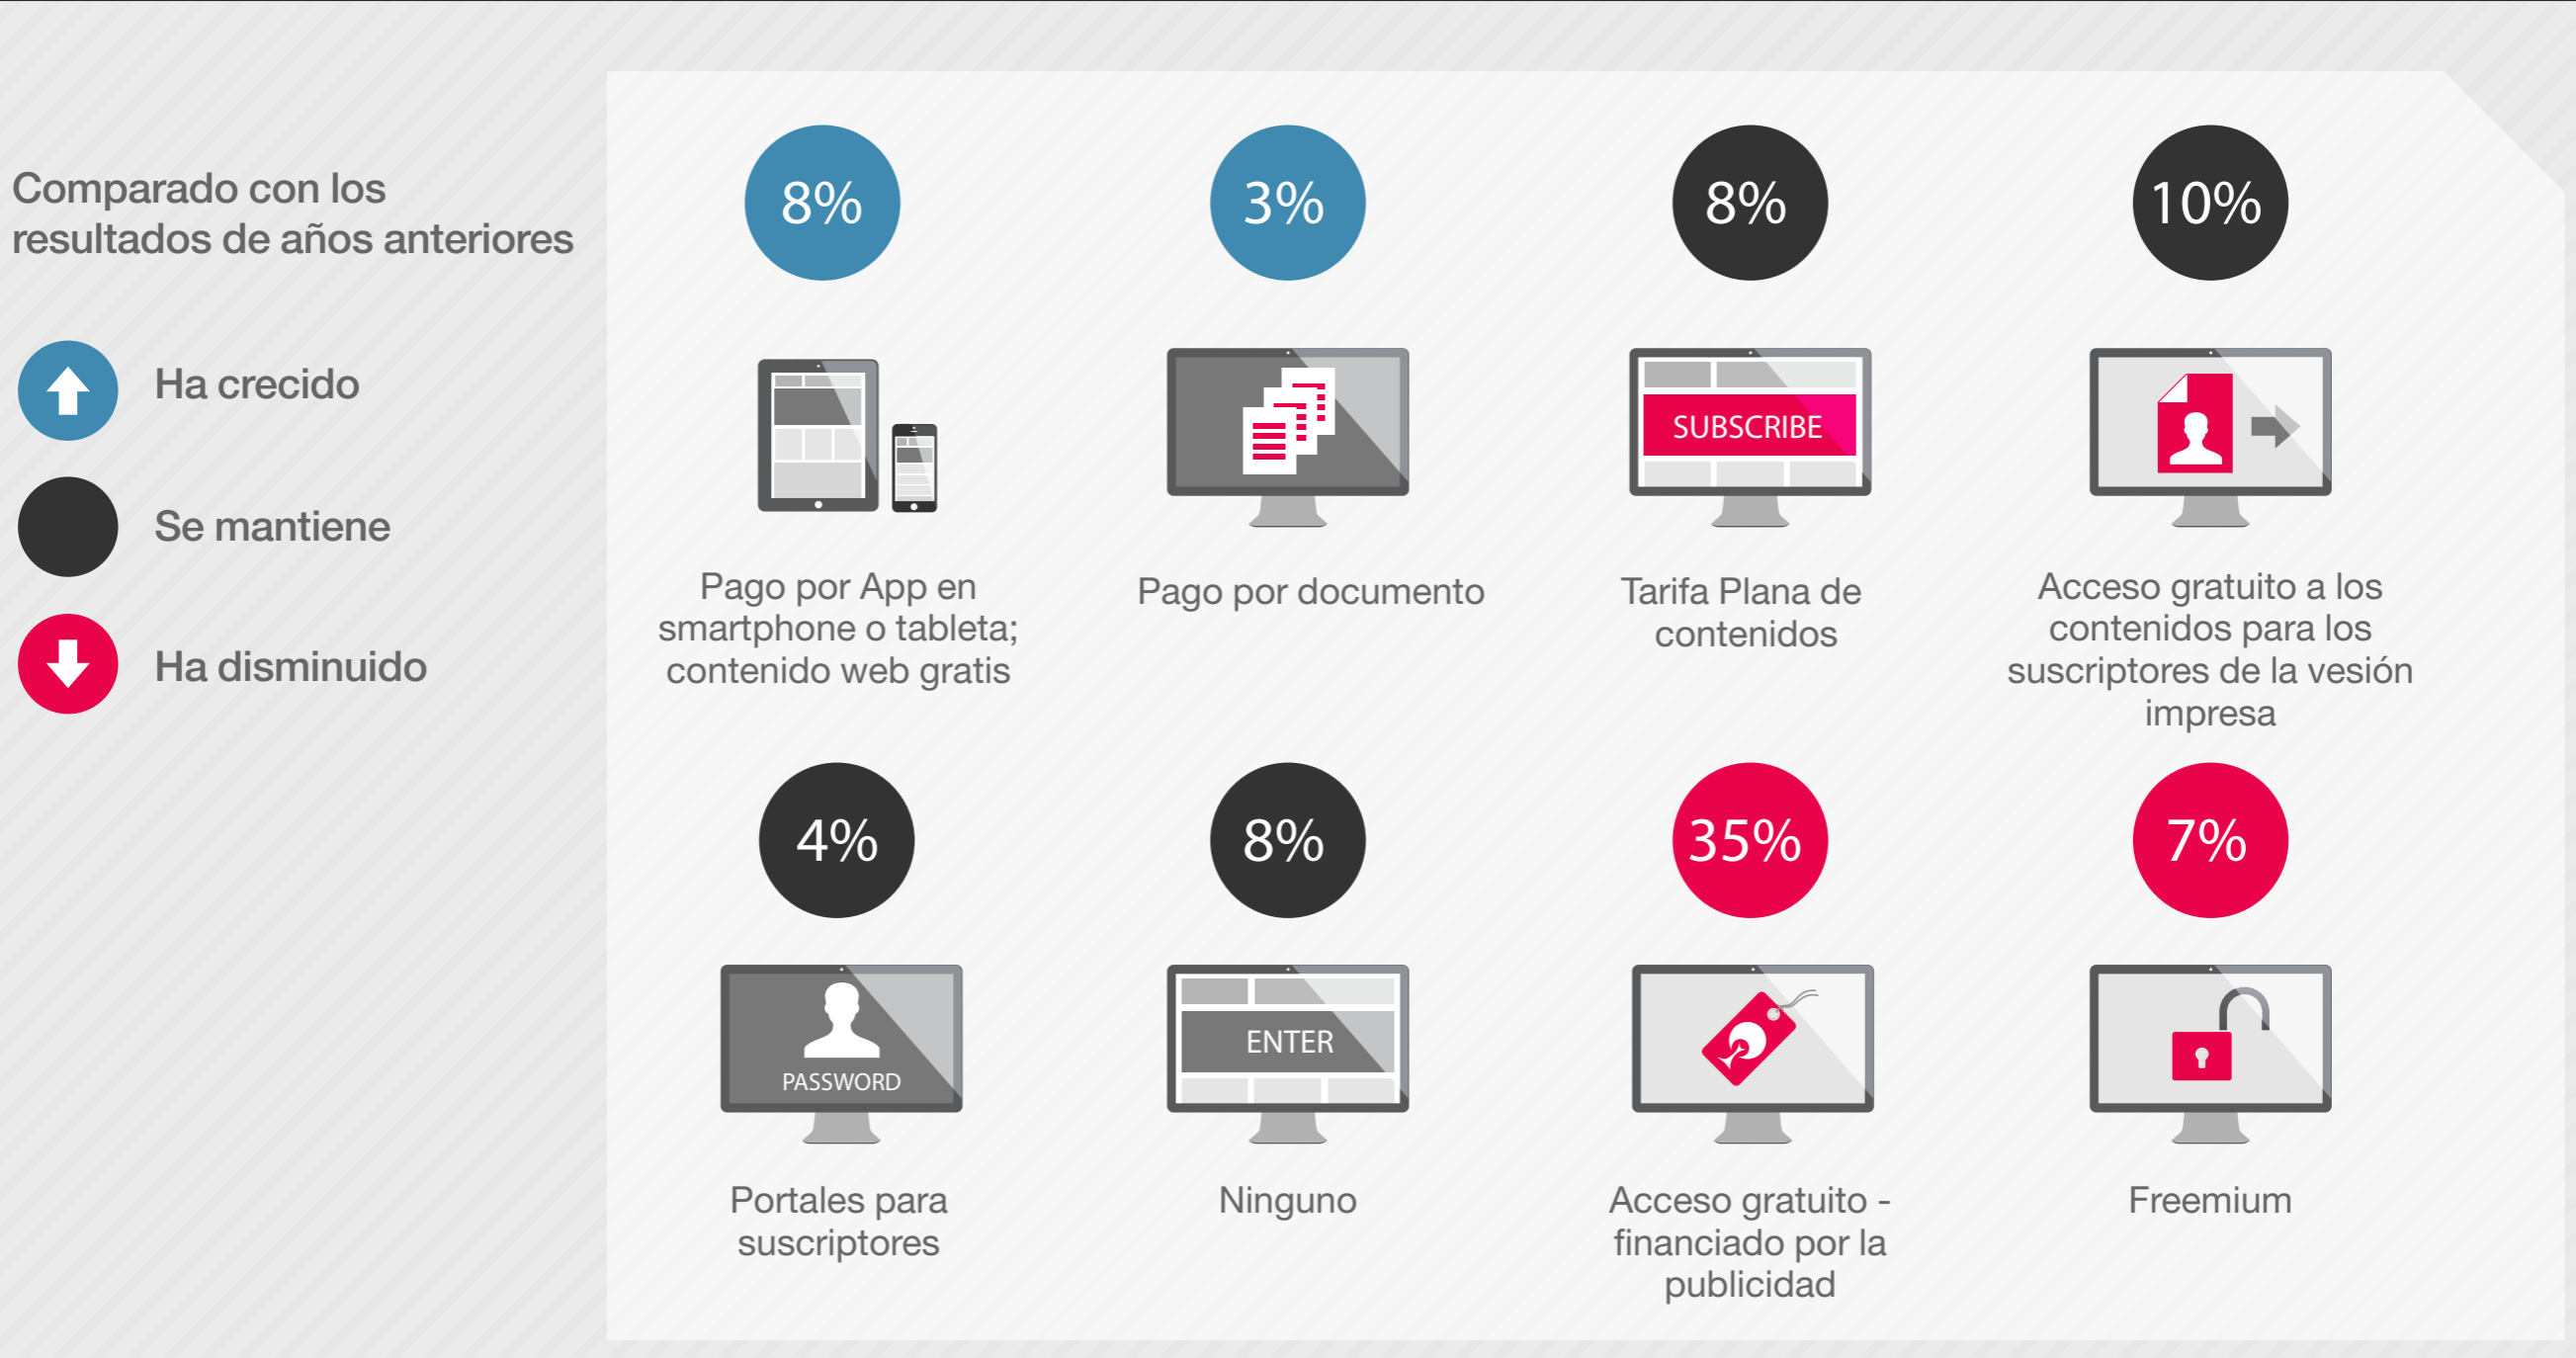 Comparado con los
resultados de años anteriores
Ha crecido
Se mantiene
Ha disminuido
8%
3%
8%
10%
SUBSCRIBE
Pago por App en
smartphone o tableta;
contenido web gratis
Pago por documento
Tarifa Plana de
contenidos
Acceso gratuito a los
contenidos para los
suscriptores de la vesión
impresa
4%
8%
35%
7%
PASSWORD
ENTER
Portales para
suscriptores
Ninguno
Acceso gratuito -
financiado por la
publicidad
Freemium